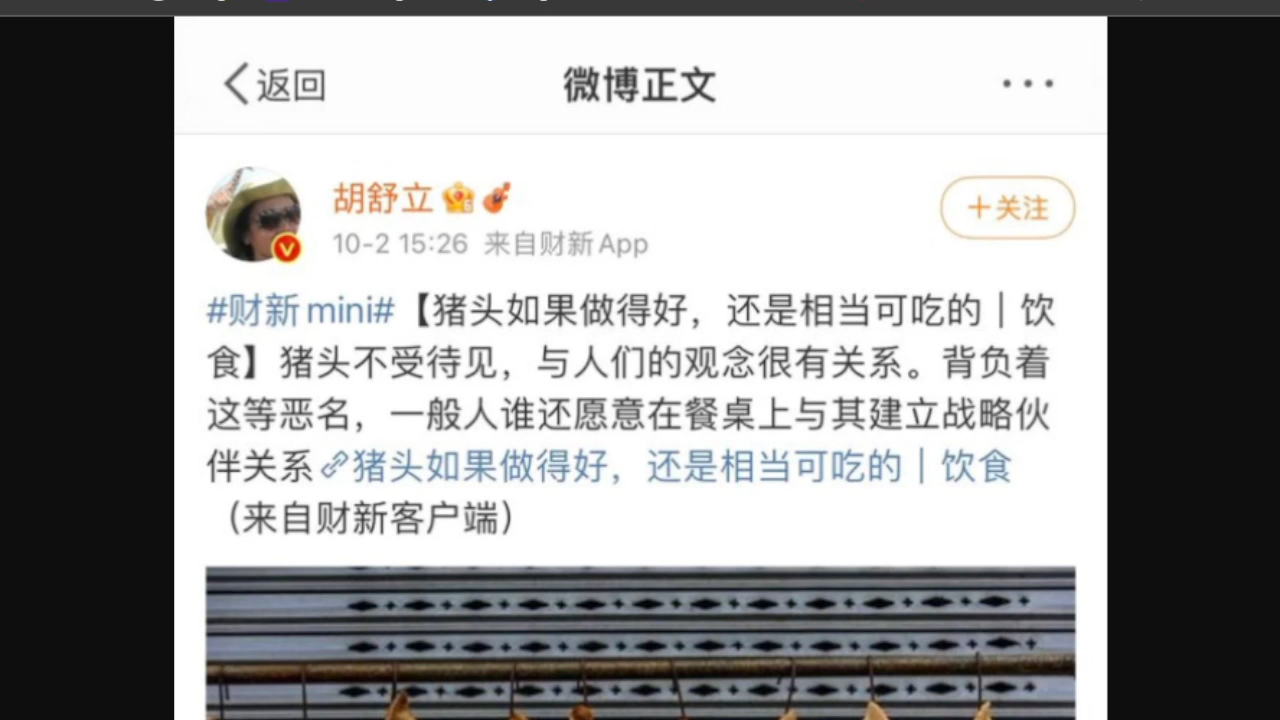 返回
微博正文
胡舒立
10-2 15:26 来自财新App
+关注
#财新mini#【猪头如果做得好，还是相当可吃的｜饮
食】猪头不受待见，与人们的观念很有关系。背负着
这等恶名，一般人谁还愿意在餐桌上与其建立战略伙
伴关系猪头如果做得好，还是相当可吃的｜饮食
（来自财新客户端）